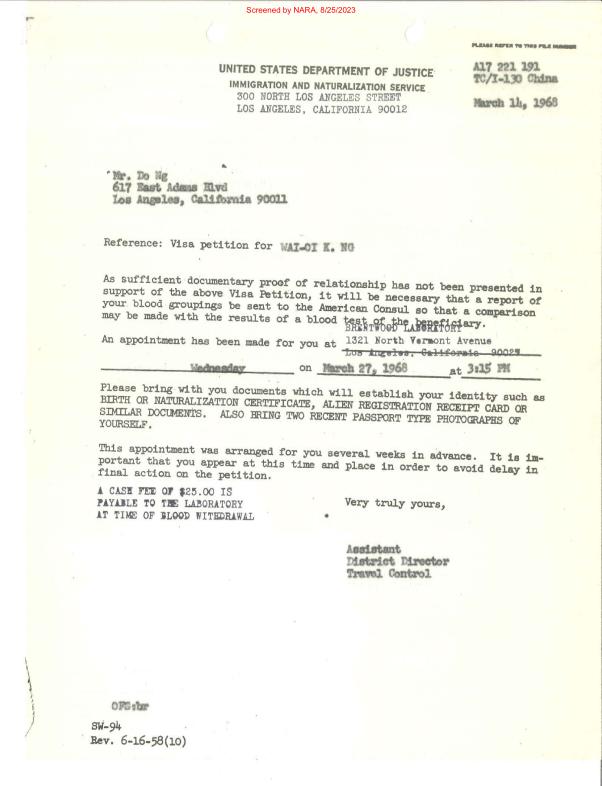 Screened by NARA, 8/25/2023
PLEASE REFER TO THIS FILE NUMBER
UNITED STATES DEPARTMENT OF JUSTICE
IMMIGRATION AND NATURALIZATION SERVICE
300 NORTH LOS ANGELES STREET
LOS ANGELES, CALIFORNIA 90012
A17 221 191
TC/I-130 China
March 14, 1968
Mr. Do Ng
617 East Adams Blvd
Los Angeles, California 90011
Reference: Visa petition for WAI-OI K. NG
As sufficient documentary proof of relationship has not been presented in
support of the above Visa Petition, it will be necessary that a report of
your blood groupings be sent to the American Consul so that a comparison
may be made with the results of a blood test of the beneficiary.
BRENTWOOD LABORATORY
An appointment has been made for you at 1321 North Vermont Avenue
Los Angeles, California 90025
Wednesday on March 27, 1968 at 3:15 PM
Please bring with you documents which will establish your identity such as
BIRTH OR NATURALIZATION CERTIFICATE, ALIEN REGISTRATION RECEIPT CARD OR
SIMILAR DOCUMENTS. ALSO BRING TWO RECENT PASSPORT TYPE PHOTOGRAPHS OF
YOURSELF.
This appointment was arranged for you several weeks in advance. It is im-
portant that you appear at this time and place in order to avoid delay in
final action on the petition.
A CASH FEE OF $25.00 IS
PAYABLE TO THE LABORATORY
AT TIME OF BLOOD WITHDRAWAL
Very truly yours,
Assistant
District Director
Travel Control
OFS:br
SW-94
Rev. 6-16-58(10)